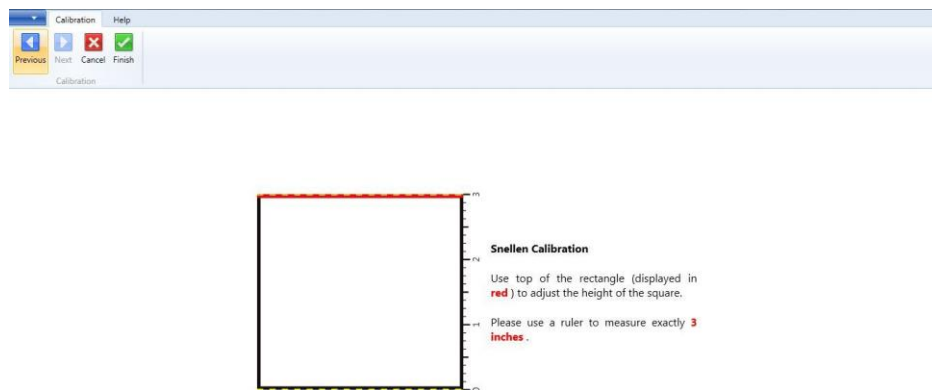 Calibration Help
Previous Next Cancel Finish
Calibration
3
2
1
0
Snellen Calibration
Use top of the rectangle (displayed in
red ) to adjust the height of the square.
Please use a ruler to measure exactly 3
inches .